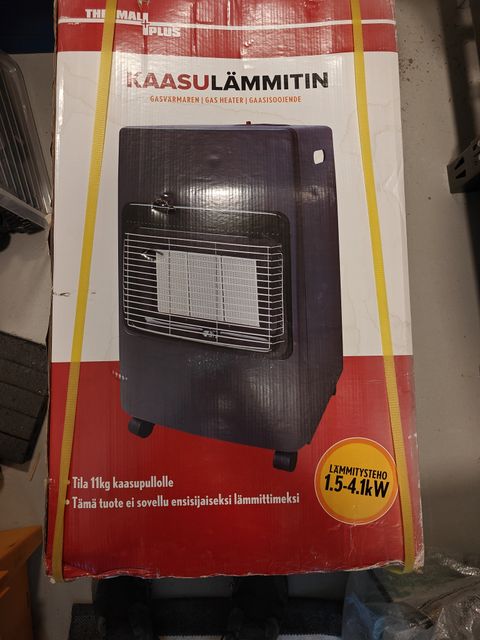 THERMAL
PLUS
KAASULÄMMITIN
GASVÄRMAREN | GAS HEATER | GAASISOOJENDE
• Tila 11kg kaasupullolle
• Tämä tuote ei sovellu ensisijaiseksi lämmittimeksi
LÄMMITYSTEHO
1.5-4.1kW